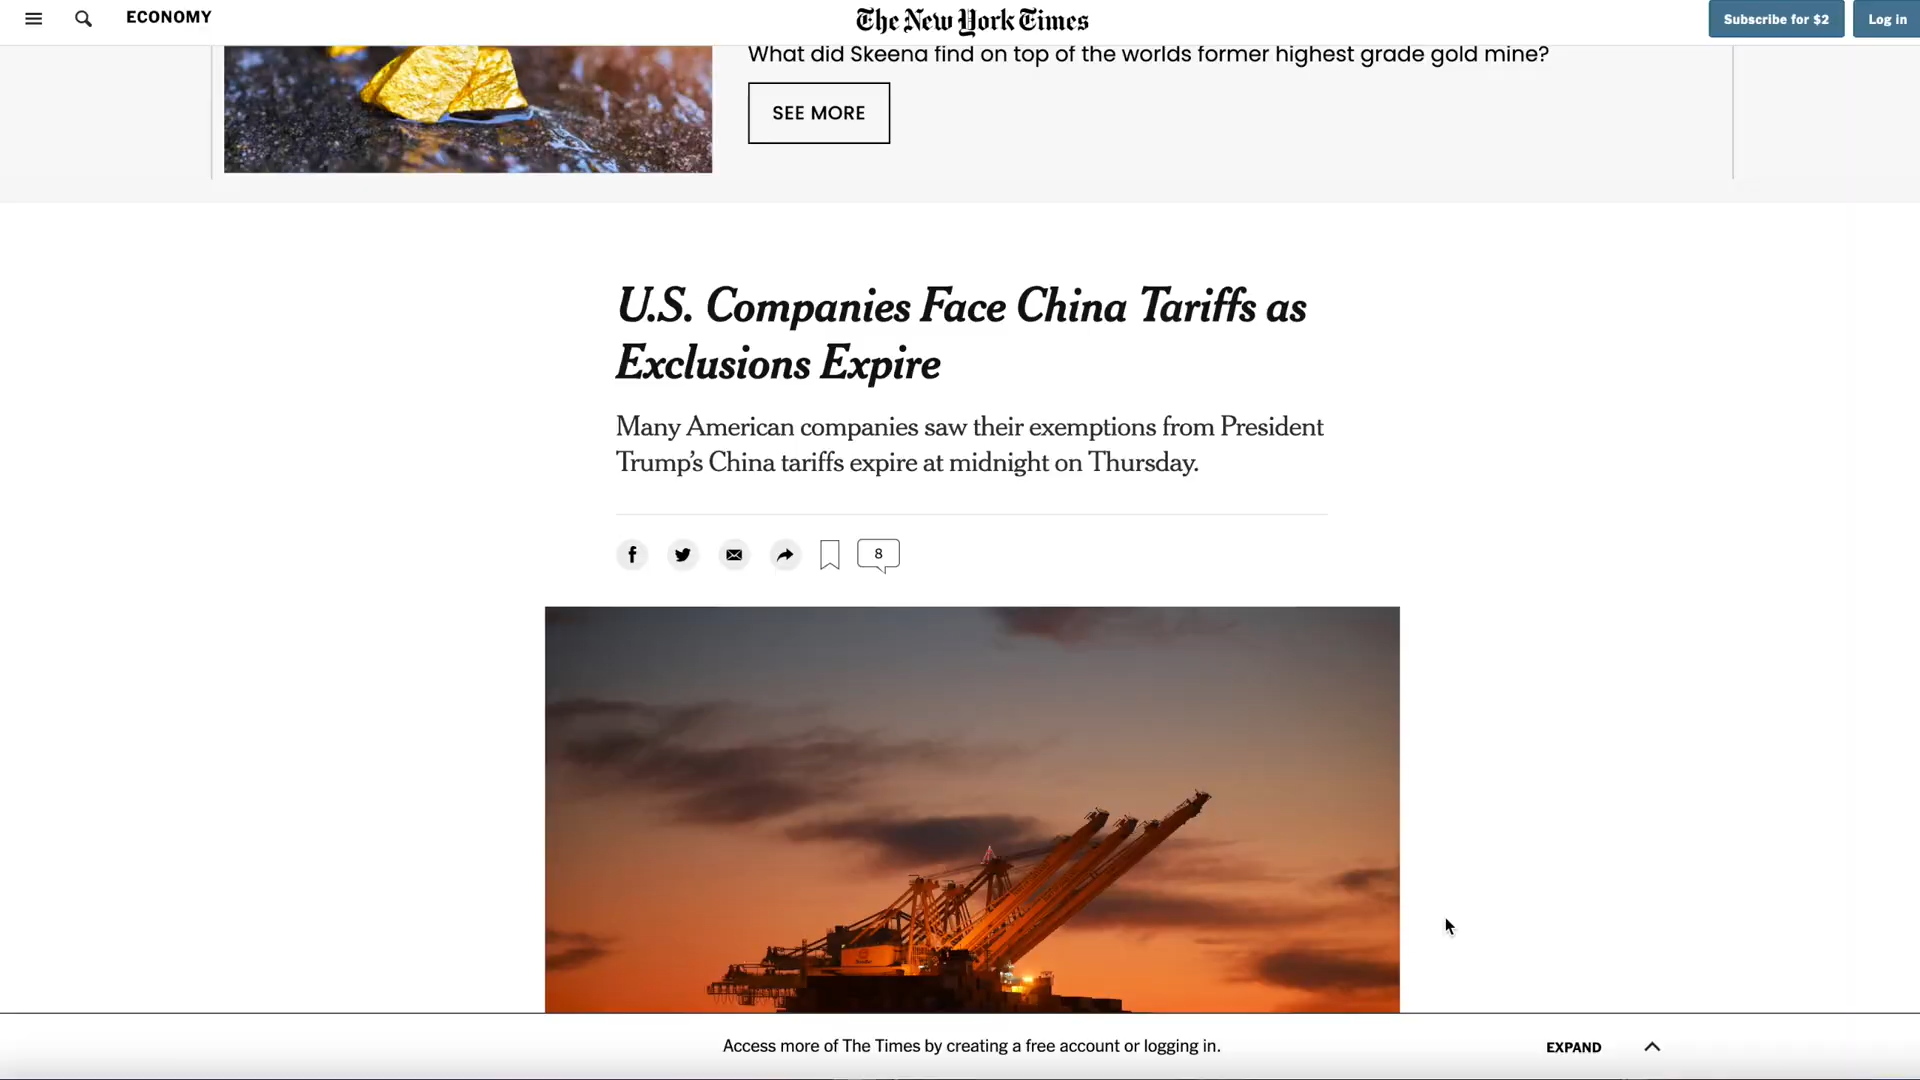 ECONOMY
The New York Times
Subscribe for $2
Log in
What did Skeena find on top of the worlds former highest grade gold mine?
SEE MORE
U.S. Companies Face China Tariffs as
Exclusions Expire
Many American companies saw their exemptions from President
Trump’s China tariffs expire at midnight on Thursday.
8
Access more of The Times by creating a free account or logging in.
EXPAND